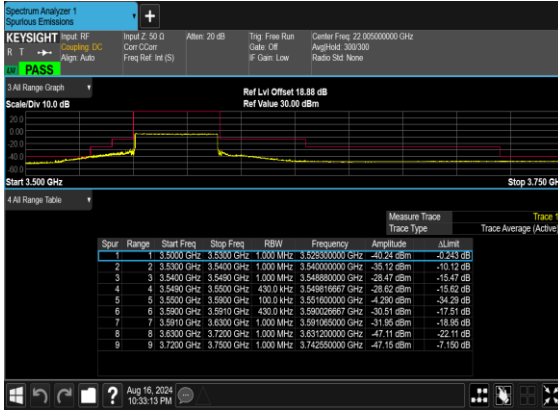 Spectrum Analyzer 1
Spurious Emissions
KEYSIGHT Input: RF Input Z: 50 Ω Atten: 20 dB Trig: Free Run Center Freq: 22.005000000 GHz
R T Coupling: DC Corr CCorr Gate: Off Avg|Hold: 300/300
Align: Auto Freq Ref: Int (S) IF Gain: Low Radio Std: None
PASS
3 All Range Graph
Ref Lvl Offset 18.88 dB
Scale/Div 10.0 dB Ref Value 30.00 dBm
20.0
0.00
-20.0
-40.0
-60.0
Start 3.500 GHz Stop 3.750 GH
4 All Range Table
Measure Trace Trace 1
Trace Type Trace Average (Active)
Spur Range Start Freq Stop Freq RBW Frequency Amplitude ΔLimit
1 1 3.5000 GHz 3.5300 GHz 1.000 MHz 3.529300000 GHz -40.24 dBm -0.243 dB
2 2 3.5300 GHz 3.5400 GHz 1.000 MHz 3.540000000 GHz -35.12 dBm -10.12 dB
3 3 3.5400 GHz 3.5490 GHz 1.000 MHz 3.548880000 GHz -28.47 dBm -15.47 dB
4 4 3.5490 GHz 3.5500 GHz 430.0 kHz 3.549816667 GHz -28.62 dBm -15.62 dB
5 5 3.5500 GHz 3.5900 GHz 100.0 kHz 3.551600000 GHz -4.290 dBm -34.29 dB
6 6 3.5900 GHz 3.5910 GHz 430.0 kHz 3.590026667 GHz -30.51 dBm -17.51 dB
7 7 3.5910 GHz 3.6300 GHz 1.000 MHz 3.591065000 GHz -31.95 dBm -18.95 dB
8 8 3.6300 GHz 3.7200 GHz 1.000 MHz 3.631200000 GHz -47.11 dBm -22.11 dB
9 9 3.7200 GHz 3.7500 GHz 1.000 MHz 3.742550000 GHz -47.15 dBm -7.150 dB
Aug 16, 2024
10:33:13 PM